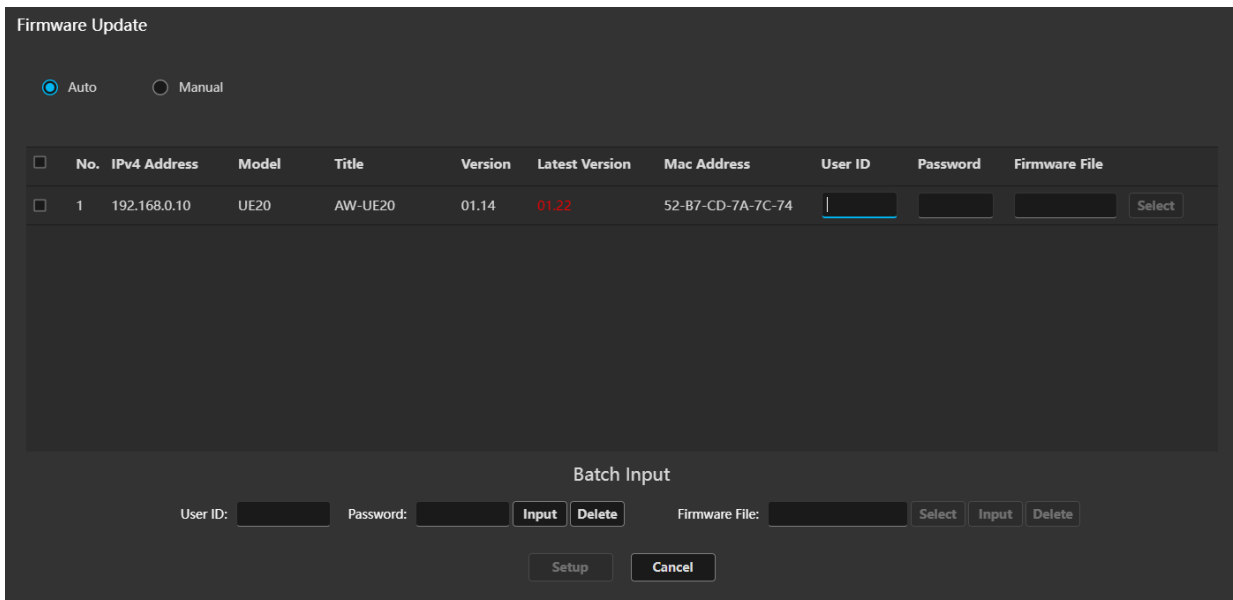 Firmware Update
Auto Manual
No. IPv4 Address Model Title Version Latest Version Mac Address User ID Password Firmware File
1 192.168.0.10 UE20 AW-UE20 01.14 01.22 52-B7-CD-7A-7C-74 Select
Batch Input
User ID: Password: Input Delete Firmware File: Select Input Delete
Setup Cancel